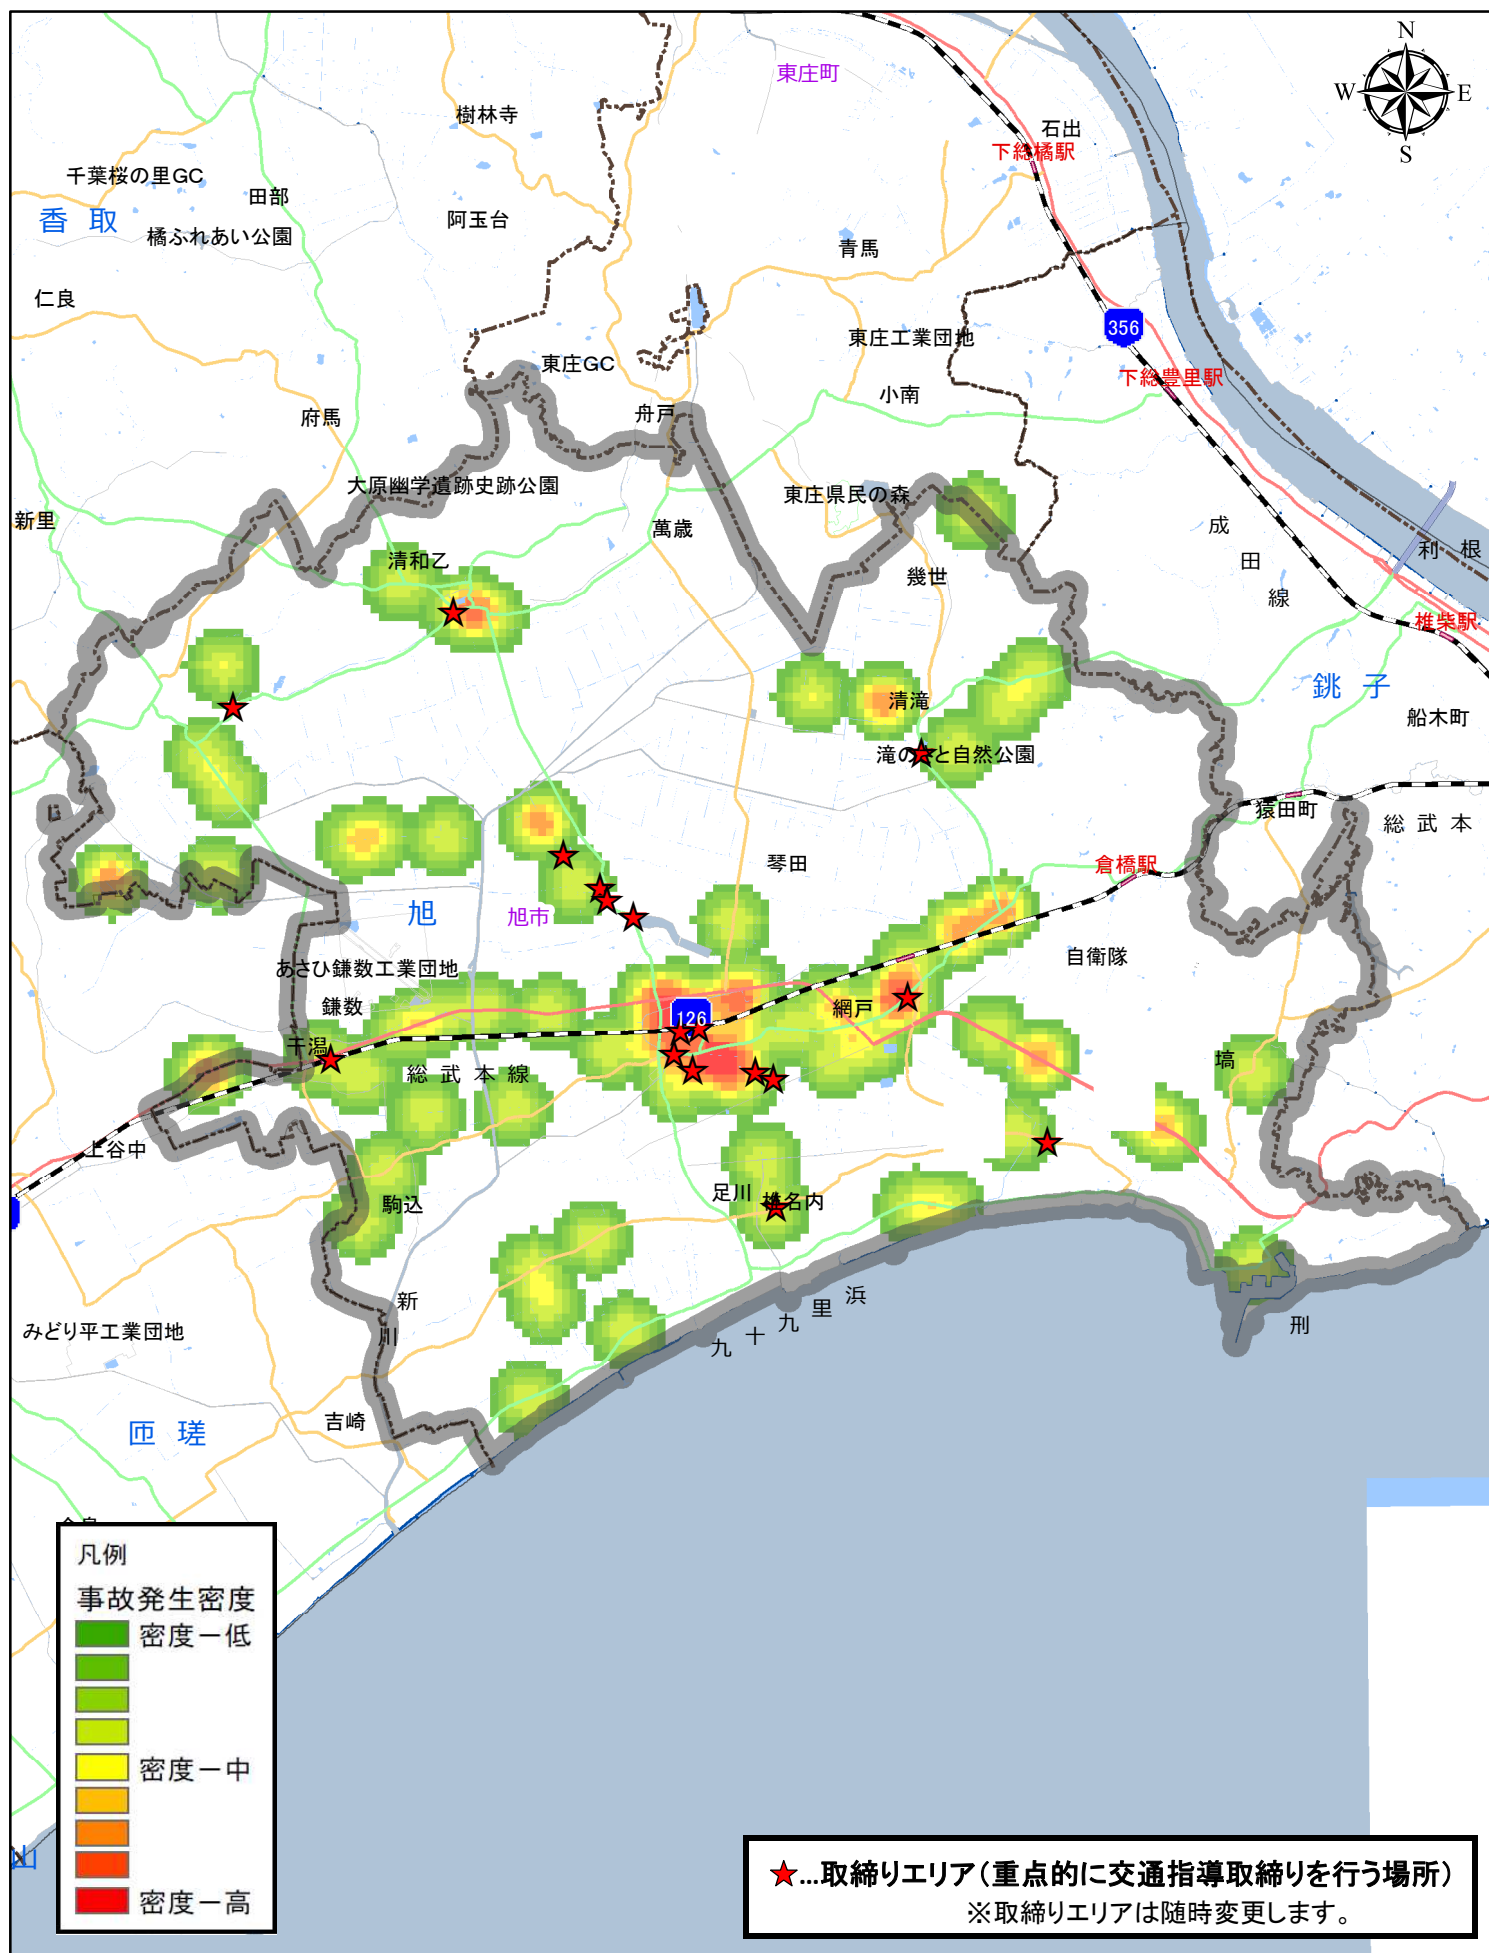 N
W E
S
東庄町
樹林寺
石出
下総橘駅
千葉桜の里GC
田部
香取
橘ふれあい公園
阿玉台
青馬
仁良
356
東庄工業団地
東庄GC
下総豊里駅
小南
府馬
舟戸
大原幽学遺跡史跡公園
東庄県民の森
新里
萬歳
成田線
利根
清和乙
幾世
椎柴駅
銚子
清滝
船木町
滝のさと自然公園
猿田町
総武本
琴田
倉橋駅
旭
旭市
自衛隊
あさひ鎌数工業団地
鎌数
網戸
126
干潟
塙
総武本線
上谷中
足川
椎名内
駒込
新川
九十九里浜
刑
みどり平工業団地
吉崎
匝瑳
山
凡例
事故発生密度
密度－低
密度－中
密度－高
★...取締りエリア（重点的に交通指導取締りを行う場所）
※取締りエリアは随時変更します。